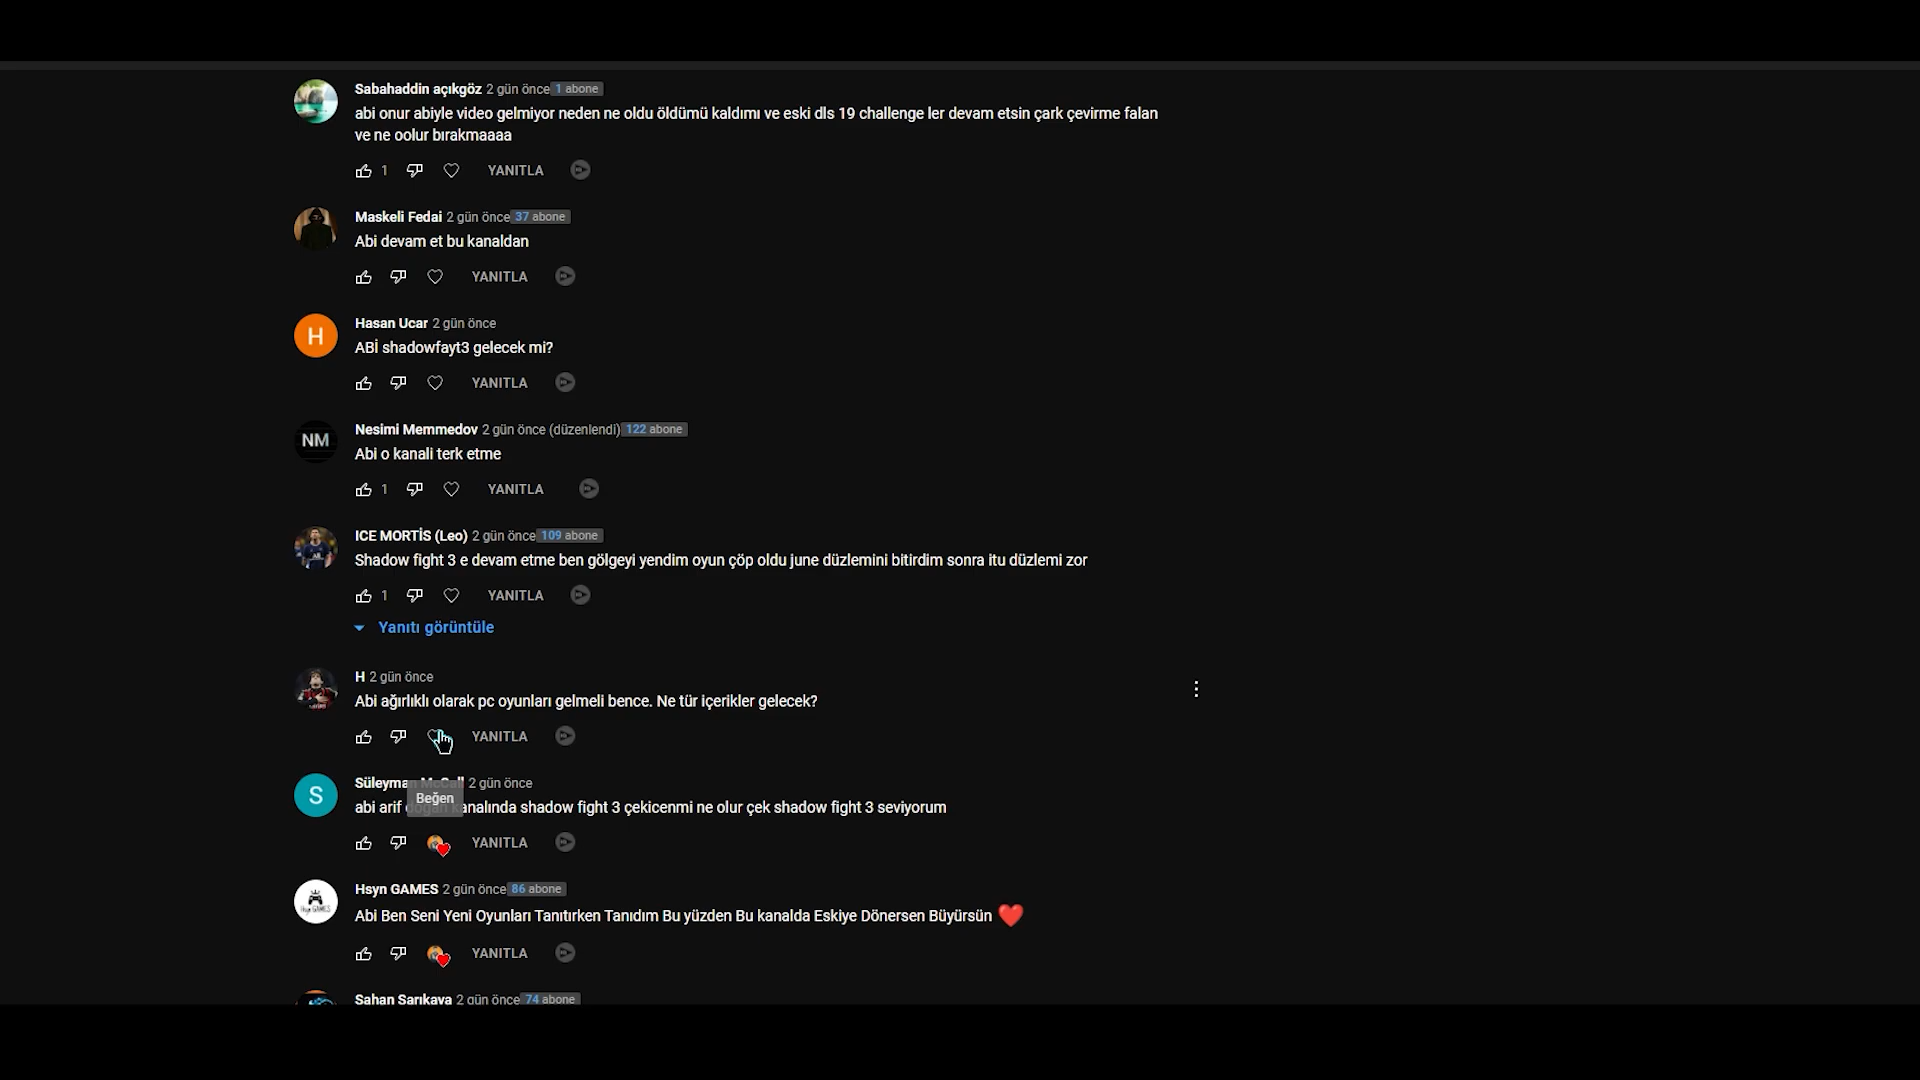 Sabahaddin açıkgöz 2 gün önce 1 abone
abi onur abiyle video gelmiyor neden ne oldu öldümü kaldımı ve eski dls 19 challenge ler devam etsin çark çevirme falan
ve ne oolur bırakmaaaa
1 YANITLA
Maskeli Fedai 2 gün önce 37 abone
Abi devam et bu kanaldan
YANITLA
H
Hasan Ucar 2 gün önce
ABİ shadowfayt3 gelecek mi?
YANITLA
NM
Nesimi Memmedov 2 gün önce (düzenlendi) 122 abone
Abi o kanali terk etme
1 YANITLA
ICE MORTİS (Leo) 2 gün önce 109 abone
Shadow fight 3 e devam etme ben gölgeyi yendim oyun çöp oldu june düzlemini bitirdim sonra itu düzlemi zor
1 YANITLA
Yanıtı görüntüle
H 2 gün önce
Abi ağırlıklı olarak pc oyunları gelmeli bence. Ne tür içerikler gelecek?
YANITLA
S
Süleyman McCall 2 gün önce
Beğen
abi arif doğan kanalında shadow fight 3 çekicenmi ne olur çek shadow fight 3 seviyorum
YANITLA
Hsyn GAMES
Hsyn GAMES 2 gün önce 86 abone
Abi Ben Seni Yeni Oyunları Tanıtırken Tanıdım Bu yüzden Bu kanalda Eskiye Dönersen Büyürsün ❤️
YANITLA
Sahan Sarıkaya 2 gün önce 74 abone